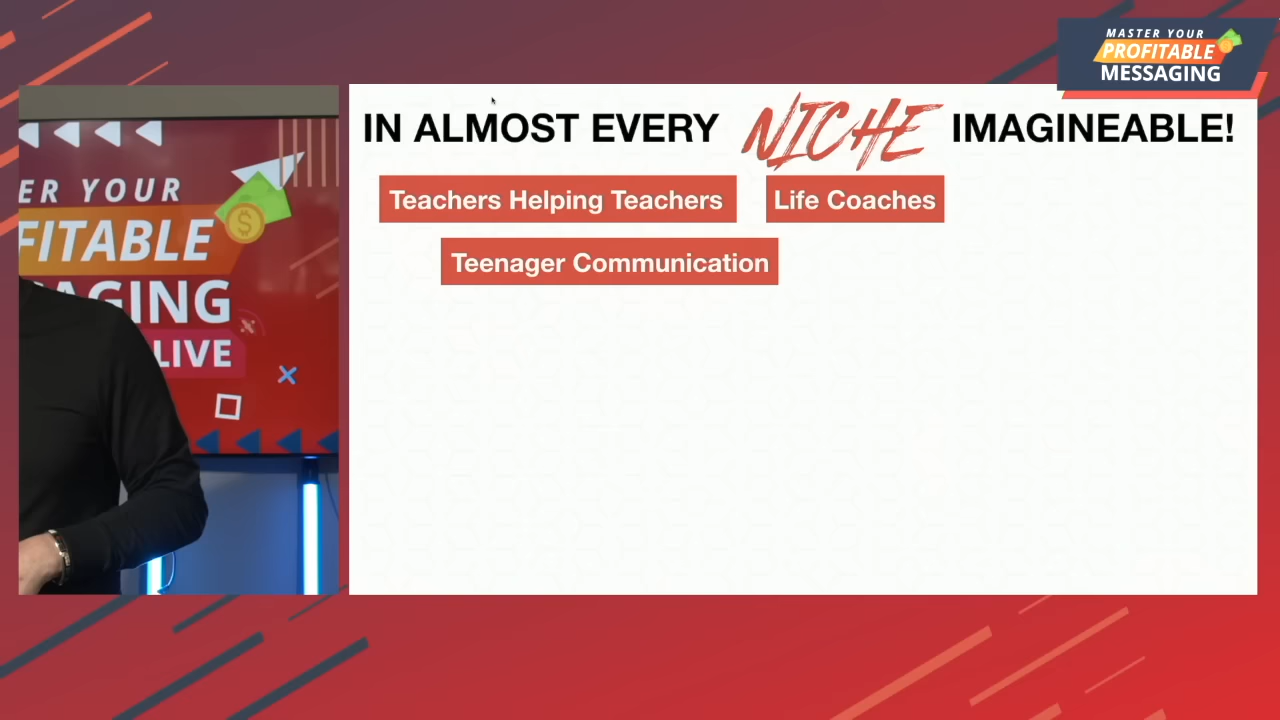 MASTER YOUR
PROFITABLE
MESSAGING
IN ALMOST EVERY NICHE IMAGINEABLE!
Teachers Helping Teachers
Life Coaches
Teenager Communication
ER YOUR
FITABLE
AGING
LIVE